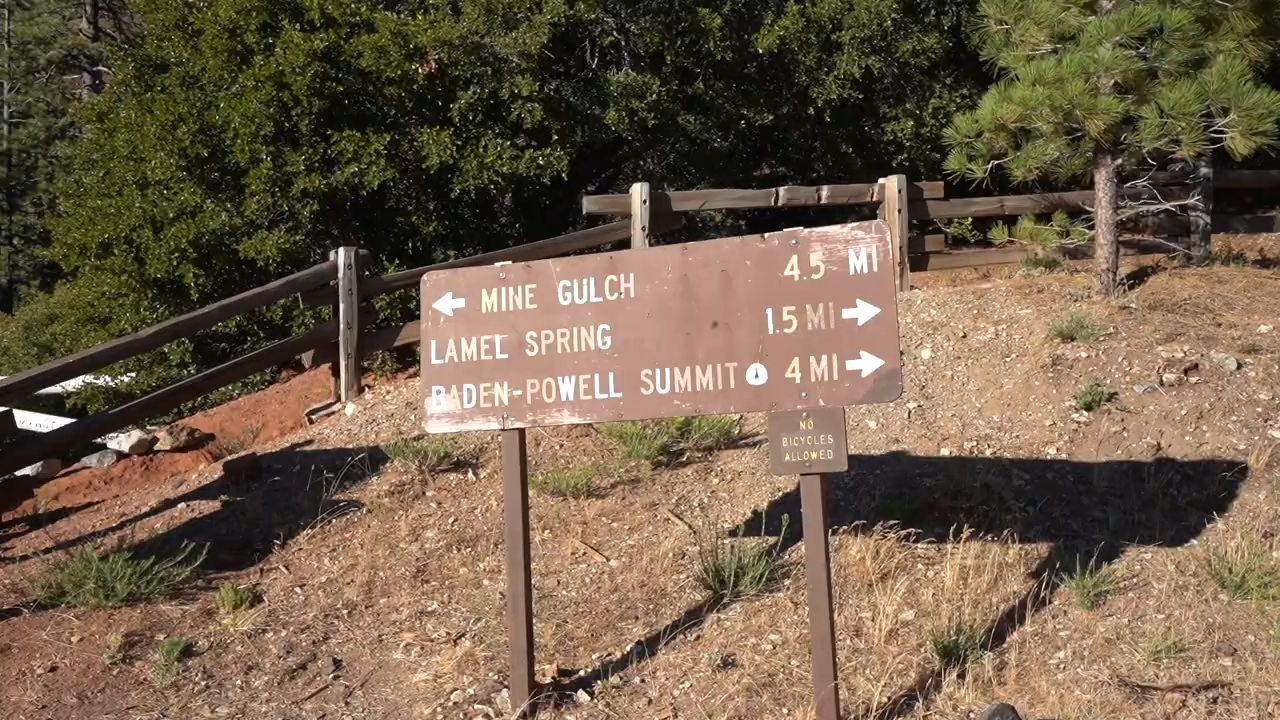 MINE GULCH 4.5 MI
LAMEL SPRING 1.5 MI
BADEN-POWELL SUMMIT 4 MI
NO
BICYCLES
ALLOWED